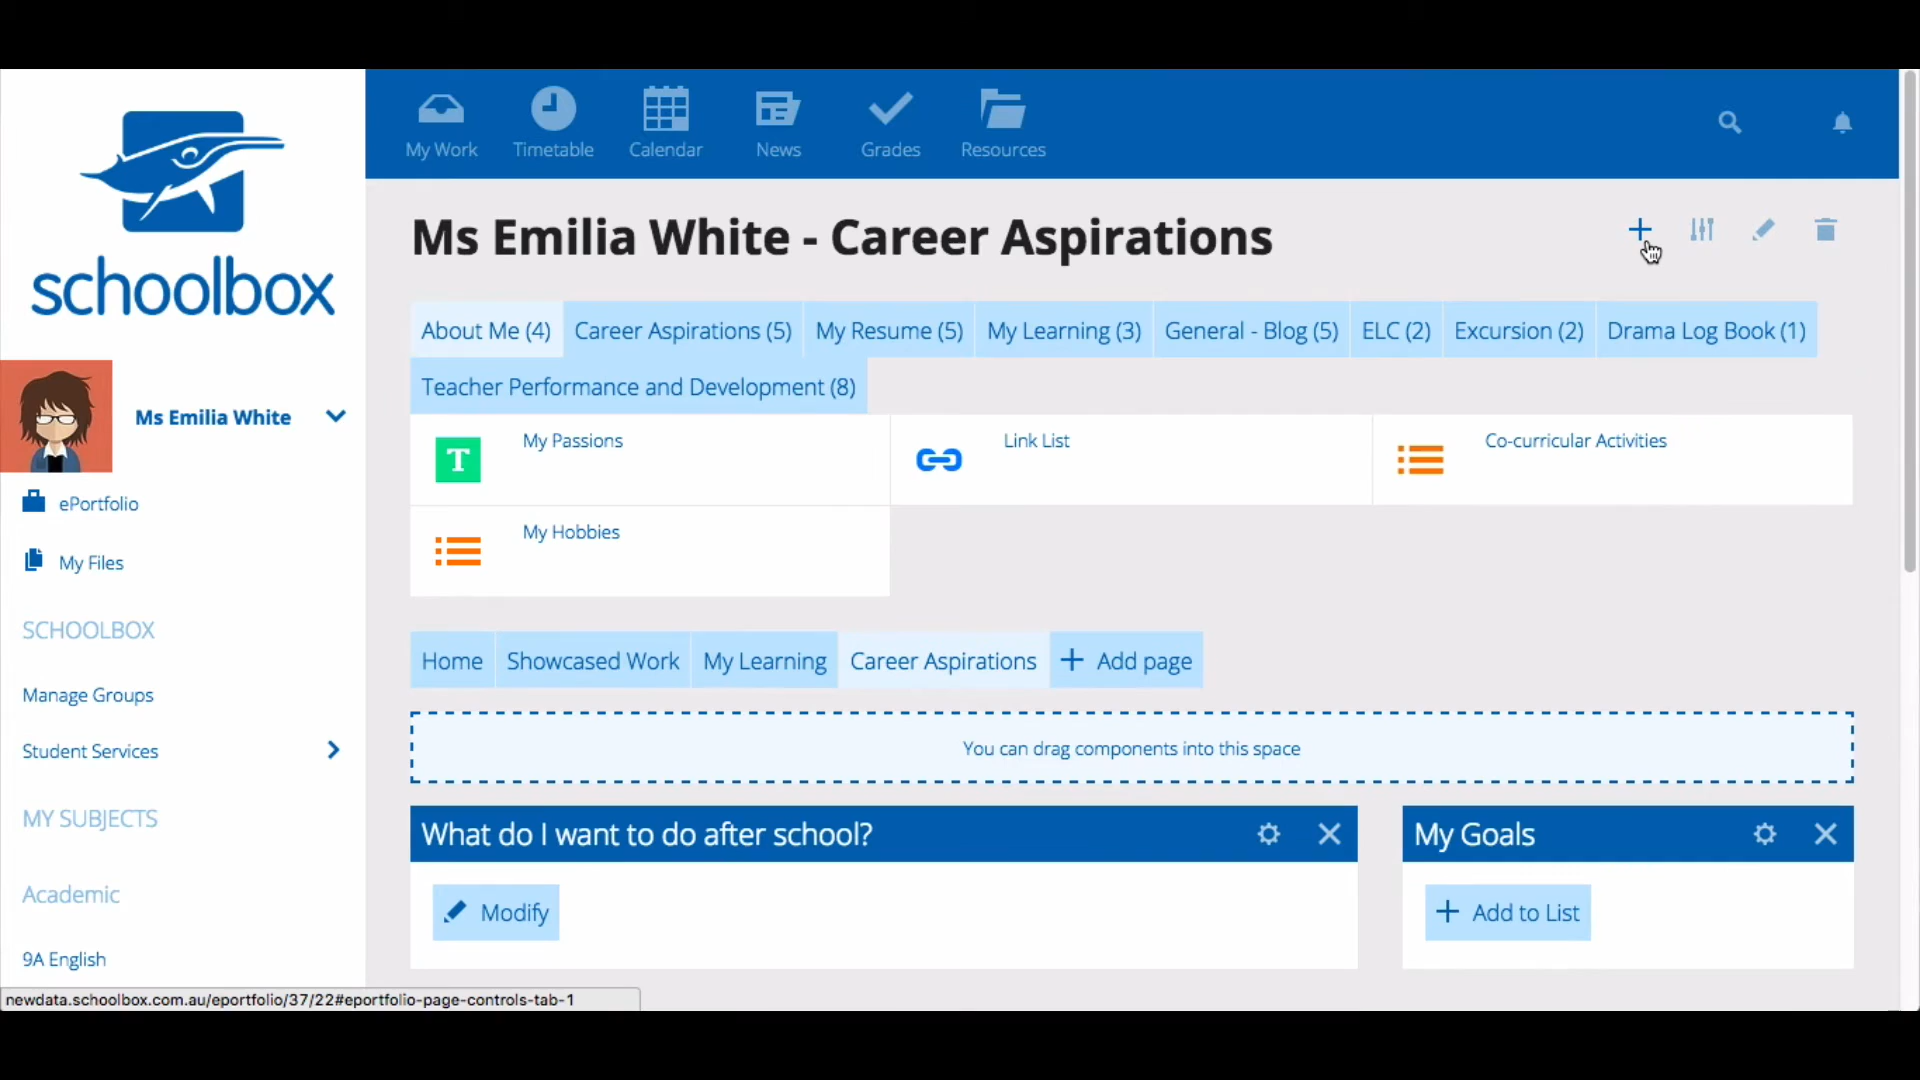 My Work Timetable Calendar News Grades Resources
schoolbox
Ms Emilia White
ePortfolio
My Files
SCHOOLBOX
Manage Groups
Student Services
MY SUBJECTS
Academic
9A English
Ms Emilia White - Career Aspirations
About Me (4) Career Aspirations (5) My Resume (5) My Learning (3) General - Blog (5) ELC (2) Excursion (2) Drama Log Book (1)
Teacher Performance and Development (8)
T My Passions Link List Co-curricular Activities
My Hobbies
Home Showcased Work My Learning Career Aspirations + Add page
You can drag components into this space
What do I want to do after school? My Goals
Modify + Add to List
newdata.schoolbox.com.au/eportfolio/37/22#eportfolio-page-controls-tab-1